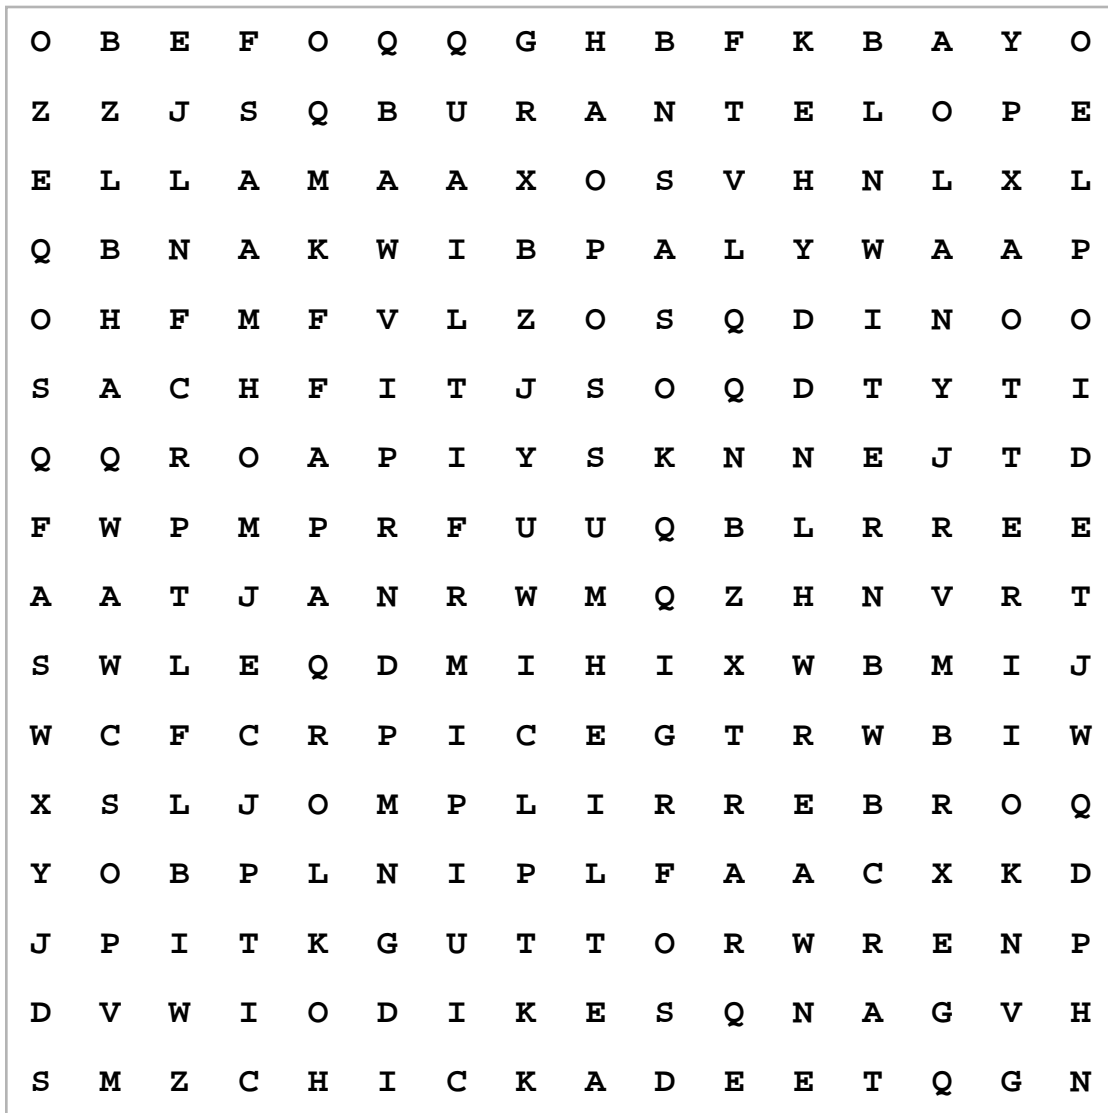 O B E F O Q Q G H B F K B A Y O
Z Z J S Q B U R A N T E L O P E
E L L A M A A X O S V H N L X L
Q B N A K W I B P A L Y W A A P
O H F M F V L Z O S Q D I N O O
S A C H F I T J S O Q D T Y T I
Q Q R O A P I Y S K N N E J T D
F W P M P R F U U Q B L R R E E
A A T J A N R W M Q Z H N V R T
S W L E Q D M I H I X W B M I J
W C F C R P I C E G T R W B I W
X S L J O M P L I R R E B R O Q
Y O B P L N I P L F A A C X K D
J P I T K G U T T O R W R E N P
D V W I O D I K E S Q N A G V H
S M Z C H I C K A D E E T Q G N